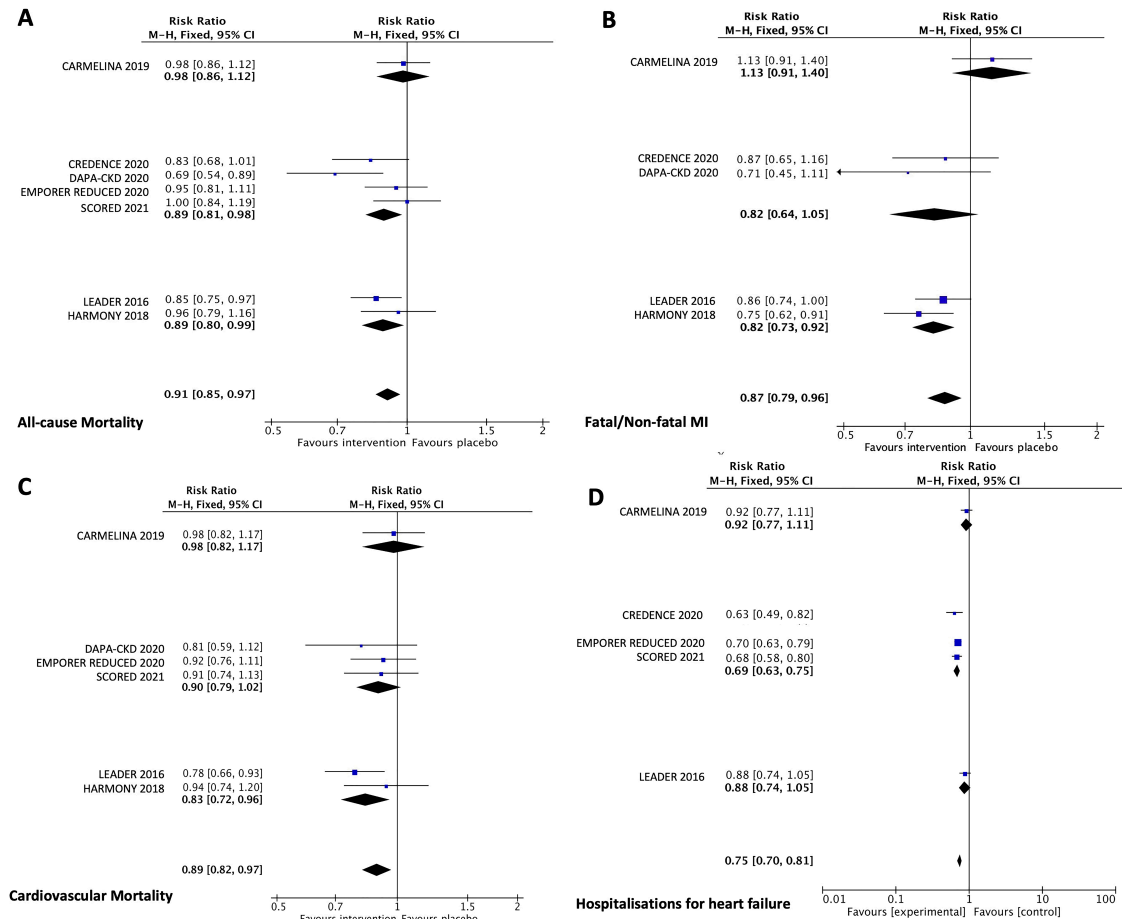 A
Risk Ratio
M-H, Fixed, 95% CI
Risk Ratio
M-H, Fixed, 95% CI
CARMELINA 2019 0.98 [0.86, 1.12]
0.98 [0.86, 1.12]
CREDENCE 2020 0.83 [0.68, 1.01]
DAPA-CKD 2020 0.69 [0.54, 0.89]
EMPORER REDUCED 2020 0.95 [0.81, 1.11]
SCORED 2021 1.00 [0.84, 1.19]
0.89 [0.81, 0.98]
LEADER 2016 0.85 [0.75, 0.97]
HARMONY 2018 0.96 [0.79, 1.16]
0.89 [0.80, 0.99]
0.91 [0.85, 0.97]
All-cause Mortality
0.5 0.7 1 1.5 2
Favours intervention Favours placebo
B
Risk Ratio
M-H, Fixed, 95% CI
Risk Ratio
M-H, Fixed, 95% CI
CARMELINA 2019 1.13 [0.91, 1.40]
1.13 [0.91, 1.40]
CREDENCE 2020 0.87 [0.65, 1.16]
DAPA-CKD 2020 0.71 [0.45, 1.11]
0.82 [0.64, 1.05]
LEADER 2016 0.86 [0.74, 1.00]
HARMONY 2018 0.75 [0.62, 0.91]
0.82 [0.73, 0.92]
0.87 [0.79, 0.96]
Fatal/Non-fatal MI
0.5 0.7 1 1.5 2
Favours intervention Favours placebo
C
Risk Ratio
M-H, Fixed, 95% CI
Risk Ratio
M-H, Fixed, 95% CI
CARMELINA 2019 0.98 [0.82, 1.17]
0.98 [0.82, 1.17]
DAPA-CKD 2020 0.81 [0.59, 1.12]
EMPORER REDUCED 2020 0.92 [0.76, 1.11]
SCORED 2021 0.91 [0.74, 1.13]
0.90 [0.79, 1.02]
LEADER 2016 0.78 [0.66, 0.93]
HARMONY 2018 0.94 [0.74, 1.20]
0.83 [0.72, 0.96]
0.89 [0.82, 0.97]
Cardiovascular Mortality
0.5 0.7 1 1.5 2
Favours intervention Favours placebo
D
Risk Ratio
M-H, Fixed, 95% CI
Risk Ratio
M-H, Fixed, 95% CI
CARMELINA 2019 0.92 [0.77, 1.11]
0.92 [0.77, 1.11]
CREDENCE 2020 0.63 [0.49, 0.82]
EMPORER REDUCED 2020 0.70 [0.63, 0.79]
SCORED 2021 0.68 [0.58, 0.80]
0.69 [0.63, 0.75]
LEADER 2016 0.88 [0.74, 1.05]
0.88 [0.74, 1.05]
0.75 [0.70, 0.81]
Hospitalisations for heart failure
0.01 0.1 1 10 100
Favours [experimental] Favours [control]